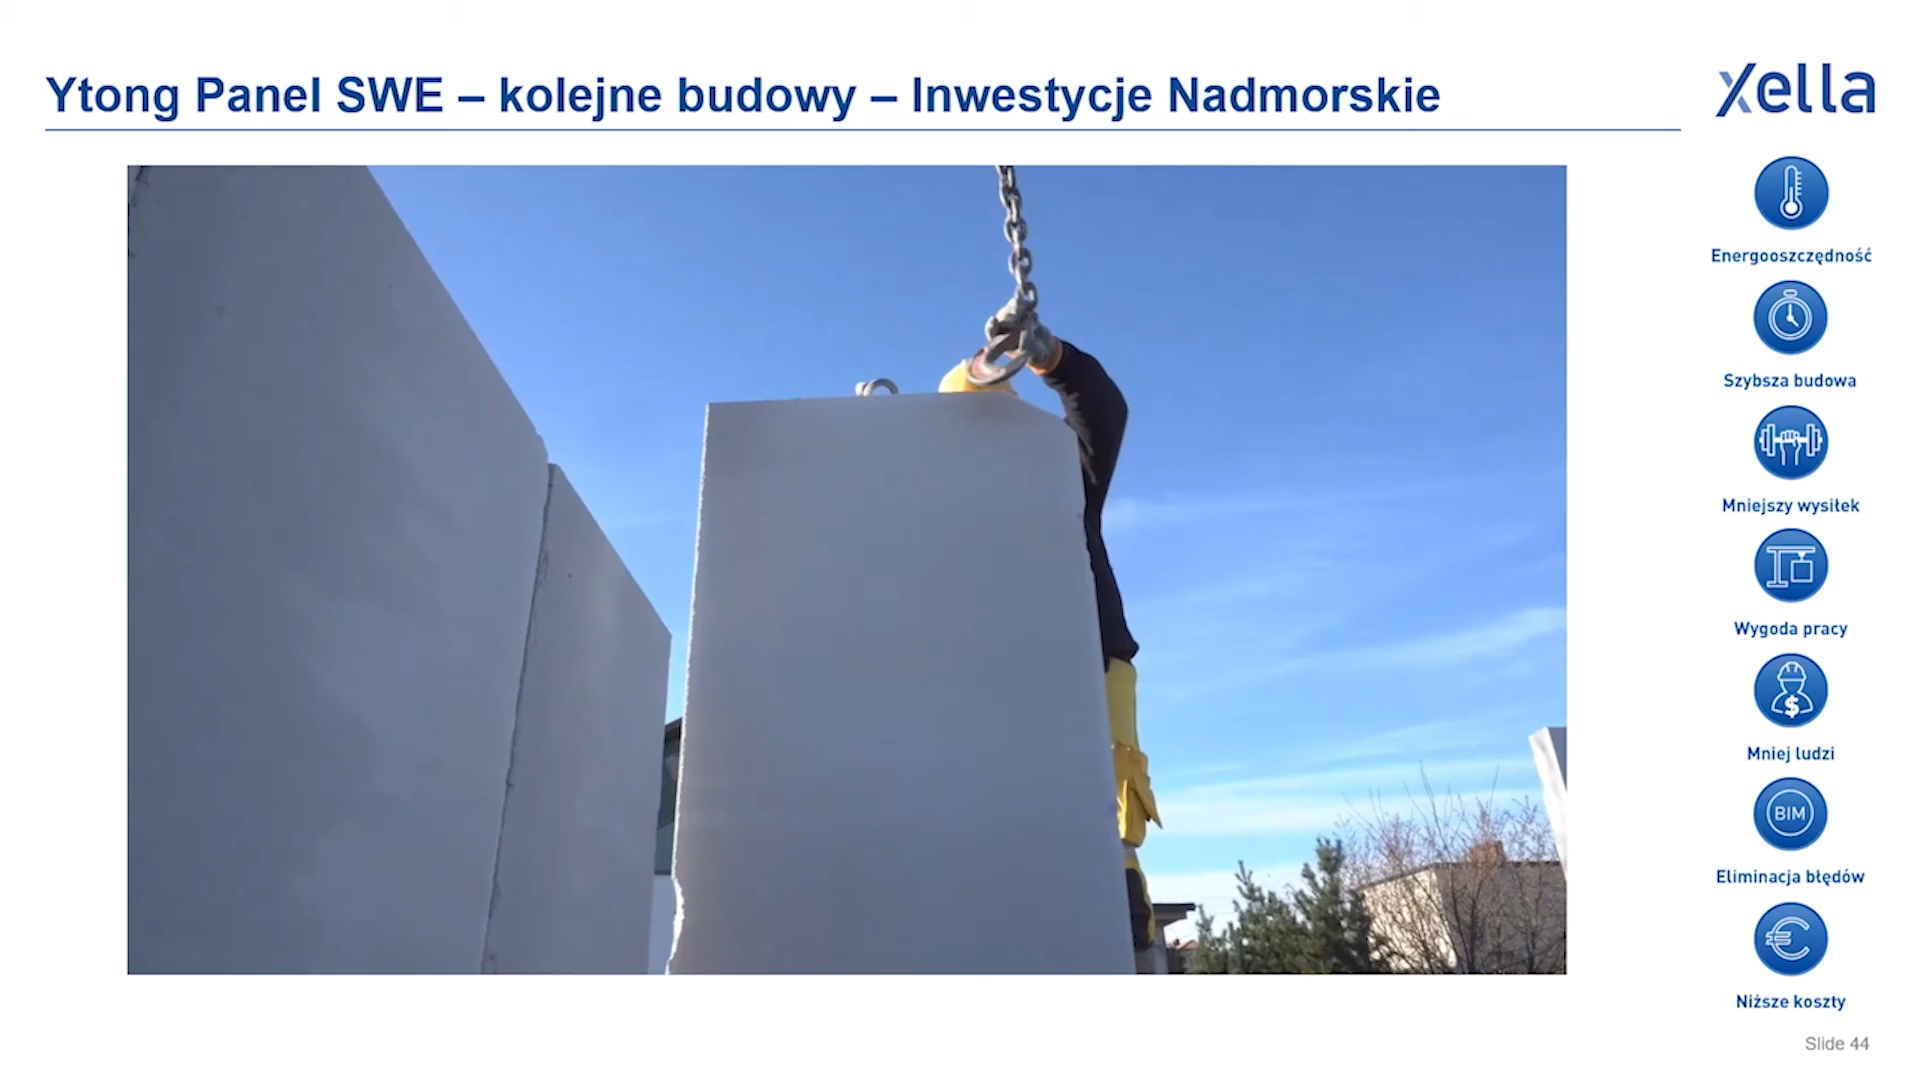 Ytong Panel SWE – kolejne budowy – Inwestycje Nadmorskie
xella
Energooszczędność
Szybsza budowa
Mniejszy wysiłek
Wygoda pracy
$
Mniej ludzi
BIM
Eliminacja błędów
€
Niższe koszty
Slide 44